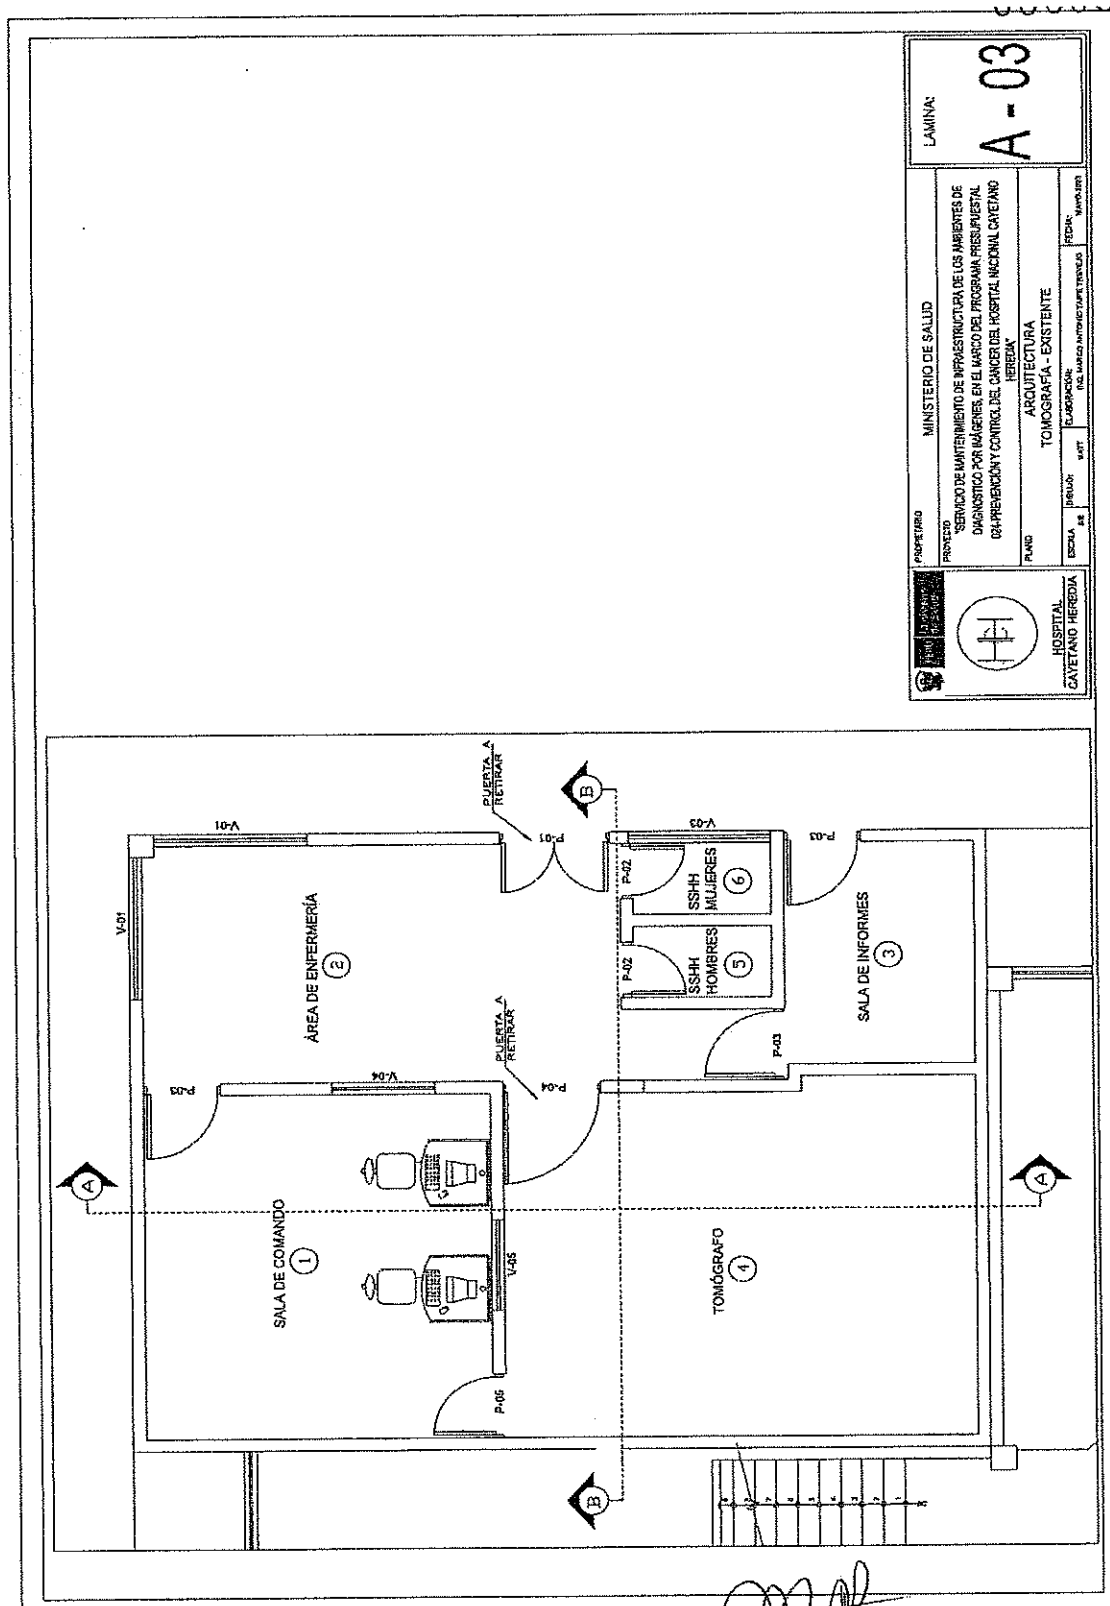 V-01
V-01
ÁREA DE ENFERMERÍA
2
PUERTA A
RETIRAR
P-01
B
P-02
P-02
SSHH
MUJERES
6
V-03
SSHH
HOMBRES
5
P-03
SALA DE INFORMES
3
P-03
PUERTA A
RETIRAR
P-04
V-04
P-03
A
SALA DE COMANDO
1
V-05
TOMÓGRAFO
4
A
B
PROPIETARIO
MINISTERIO DE SALUD
PROYECTO
"SERVICIO DE MANTENIMIENTO DE INFRAESTRUCTURA DE LOS AMBIENTES DE
DIAGNOSTICO POR IMÁGENES, EN EL MARCO DEL PROGRAMA PRESUPUESTAL
024-PREVENCIÓN Y CONTROL DEL CANCER DEL HOSPITAL NACIONAL CAYETANO
HEREDIA"
PLANO
ARQUITECTURA
TOMOGRAFÍA - EXISTENTE
ESCALA
DIBUJO:
MATT
ELABORACIÓN:
ING. MARCO ANTONIO
FECHA:
LAMINA:
A - 03
HOSPITAL
CAYETANO HEREDIA